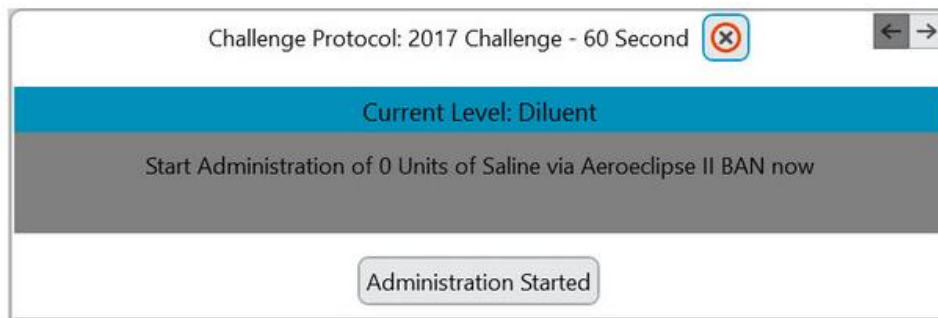 Challenge Protocol: 2017 Challenge - 60 Second
Current Level: Diluent
Start Administration of 0 Units of Saline via Aeroeclipse II BAN now
Administration Started